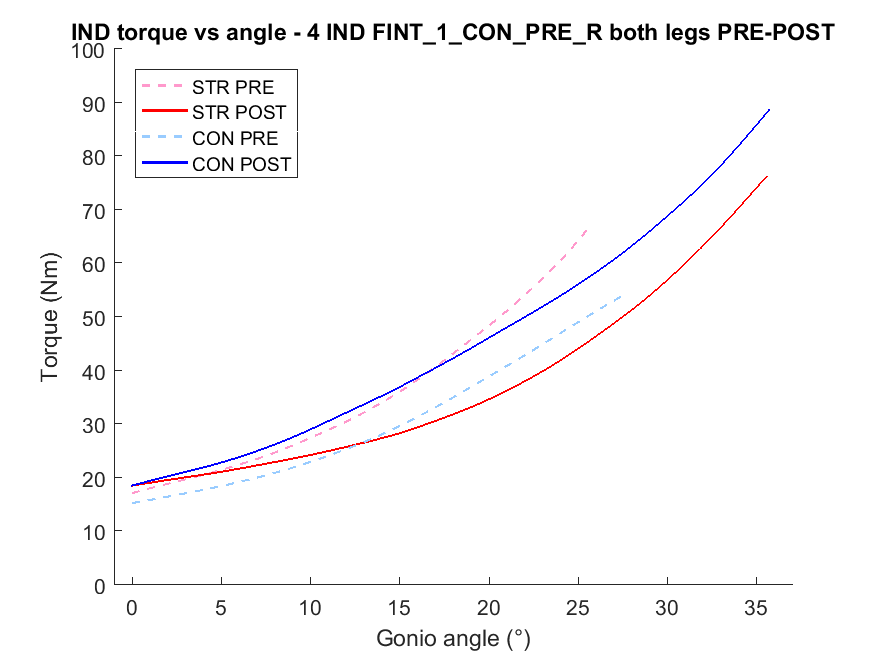 IND torque vs angle - 4 IND FINT_1_CON_PRE_R both legs PRE-POST
100
90
80
70
60
50
40
30
20
10
0
STR PRE
STR POST
CON PRE
CON POST
Torque (Nm)
0 5 10 15 20 25 30 35
Gonio angle (°)